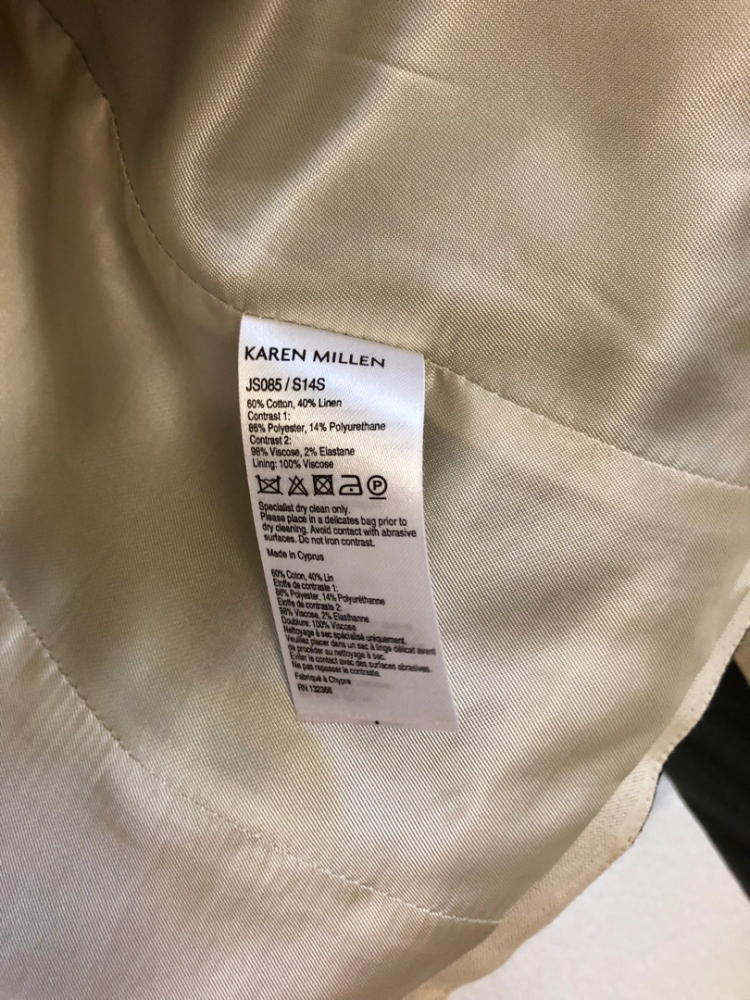 KAREN MILLEN
JS085 / S14S
60% Cotton, 40% Linen
Contrast 1:
86% Polyester, 14% Polyurethane
Contrast 2:
98% Viscose, 2% Elastane
Lining: 100% Viscose
P
Specialist dry clean only.
Please place in a delicates bag prior to
dry cleaning. Avoid contact with abrasive
surfaces. Do not iron contrast.
Made in Cyprus
60% Coton, 40% Lin
Etoffe de contraste 1:
86% Polyester, 14% Polyuréthanne
Etoffe de contraste 2:
98% Viscose, 2% Elasthanne
Doublure: 100% Viscose
Nettoyage à sec spécialisé uniquement.
Veuillez placer dans un sac à linge délicat avant
de procéder au nettoyage à sec.
Eviter le contact avec des surfaces abrasives.
Ne pas repasser le contraste.
Fabriqué à Chypre
RN 132366